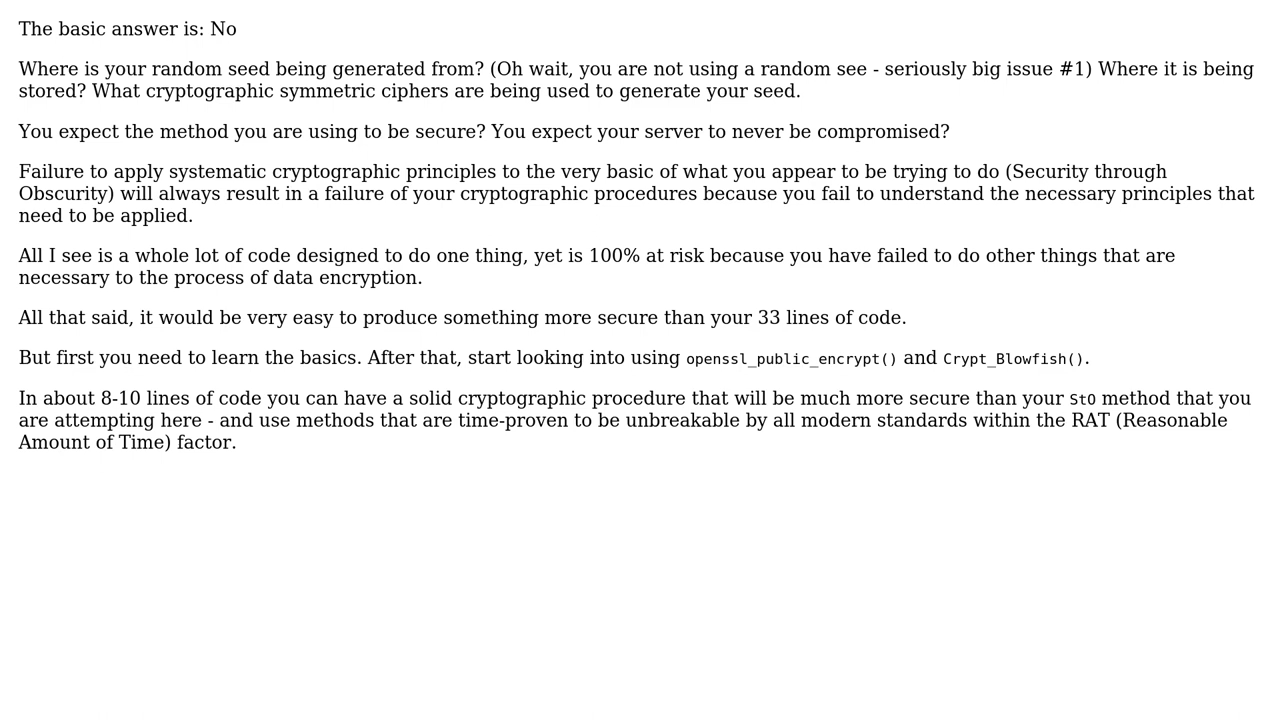 The basic answer is: No
Where is your random seed being generated from? (Oh wait, you are not using a random see - seriously big issue #1) Where it is being
stored? What cryptographic symmetric ciphers are being used to generate your seed.
You expect the method you are using to be secure? You expect your server to never be compromised?
Failure to apply systematic cryptographic principles to the very basic of what you appear to be trying to do (Security through
Obscurity) will always result in a failure of your cryptographic procedures because you fail to understand the necessary principles that
need to be applied.
All I see is a whole lot of code designed to do one thing, yet is 100% at risk because you have failed to do other things that are
necessary to the process of data encryption.
All that said, it would be very easy to produce something more secure than your 33 lines of code.
But first you need to learn the basics. After that, start looking into using openssl_public_encrypt() and Crypt_Blowfish().
In about 8-10 lines of code you can have a solid cryptographic procedure that will be much more secure than your StO method that you
are attempting here - and use methods that are time-proven to be unbreakable by all modern standards within the RAT (Reasonable
Amount of Time) factor.